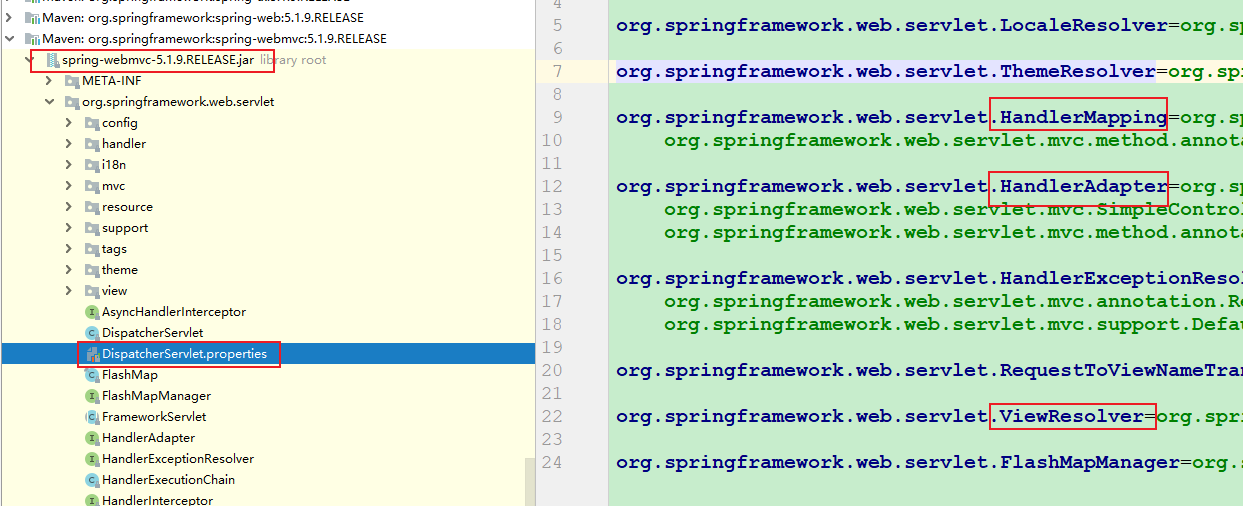 Maven: org.springframework:spring-web:5.1.9.RELEASE
Maven: org.springframework:spring-webmvc:5.1.9.RELEASE
spring-webmvc-5.1.9.RELEASE.jar library root
META-INF
org.springframework.web.servlet
config
handler
i18n
mvc
resource
support
tags
theme
view
AsyncHandlerInterceptor
DispatcherServlet
DispatcherServlet.properties
FlashMap
FlashMapManager
FrameworkServlet
HandlerAdapter
HandlerExceptionResolver
HandlerExecutionChain
HandlerInterceptor
4
5 org.springframework.web.servlet.LocaleResolver=org.sp
6
7 org.springframework.web.servlet.ThemeResolver=org.spr
8
9 org.springframework.web.servlet.HandlerMapping=org.sp
10 org.springframework.web.servlet.mvc.method.annota
11
12 org.springframework.web.servlet.HandlerAdapter=org.sp
13 org.springframework.web.servlet.mvc.SimpleControl
14 org.springframework.web.servlet.mvc.method.annota
15
16 org.springframework.web.servlet.HandlerExceptionResol
17 org.springframework.web.servlet.mvc.annotation.Re
18 org.springframework.web.servlet.mvc.support.Defau
19
20 org.springframework.web.servlet.RequestToViewNameTran
21
22 org.springframework.web.servlet.ViewResolver=org.spri
23
24 org.springframework.web.servlet.FlashMapManager=org.s